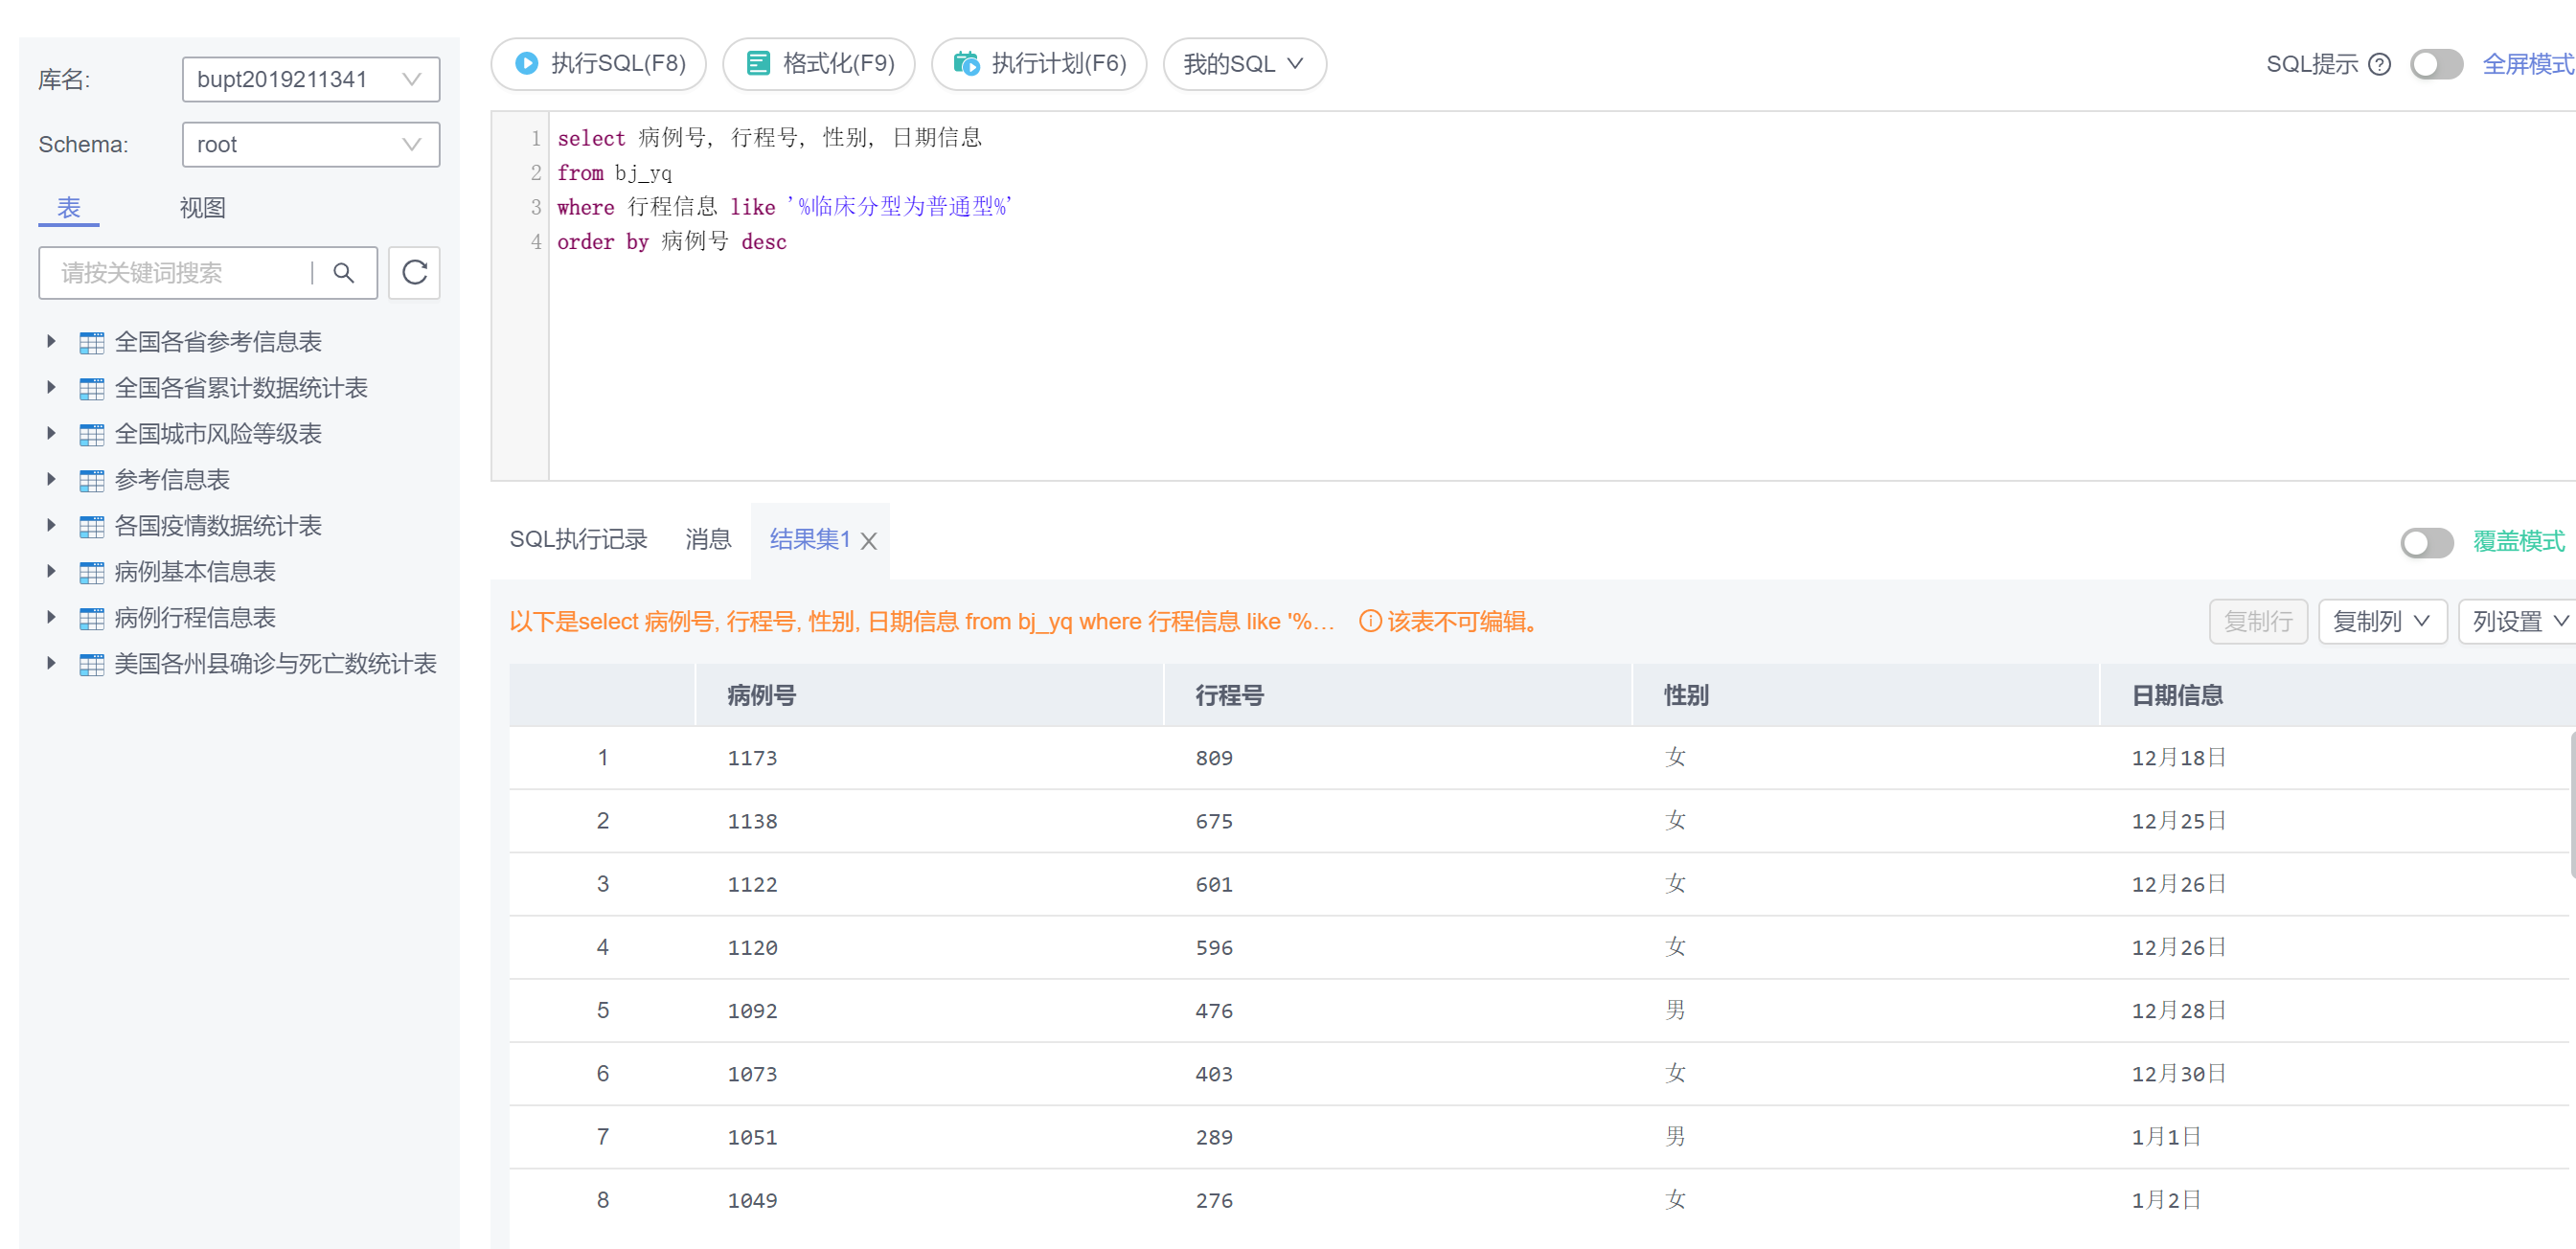 库名: bupt2019211341
Schema: root
表 视图
请按关键词搜索
全国各省参考信息表
全国各省累计数据统计表
全国城市风险等级表
参考信息表
各国疫情数据统计表
病例基本信息表
病例行程信息表
美国各州县确诊与死亡数统计表
执行SQL(F8) 格式化(F9) 执行计划(F6) 我的SQL SQL提示 全屏模式
1 select 病例号, 行程号, 性别, 日期信息
2 from bj_yq
3 where 行程信息 like '%临床分型为普通型%'
4 order by 病例号 desc
SQL执行记录 消息 结果集1 X 覆盖模式
以下是select 病例号, 行程号, 性别, 日期信息 from bj_yq where 行程信息 like '%... 该表不可编辑。 复制行 复制列 列设置
病例号 行程号 性别 日期信息
1 1173 809 女 12月18日
2 1138 675 女 12月25日
3 1122 601 女 12月26日
4 1120 596 女 12月26日
5 1092 476 男 12月28日
6 1073 403 女 12月30日
7 1051 289 男 1月1日
8 1049 276 女 1月2日